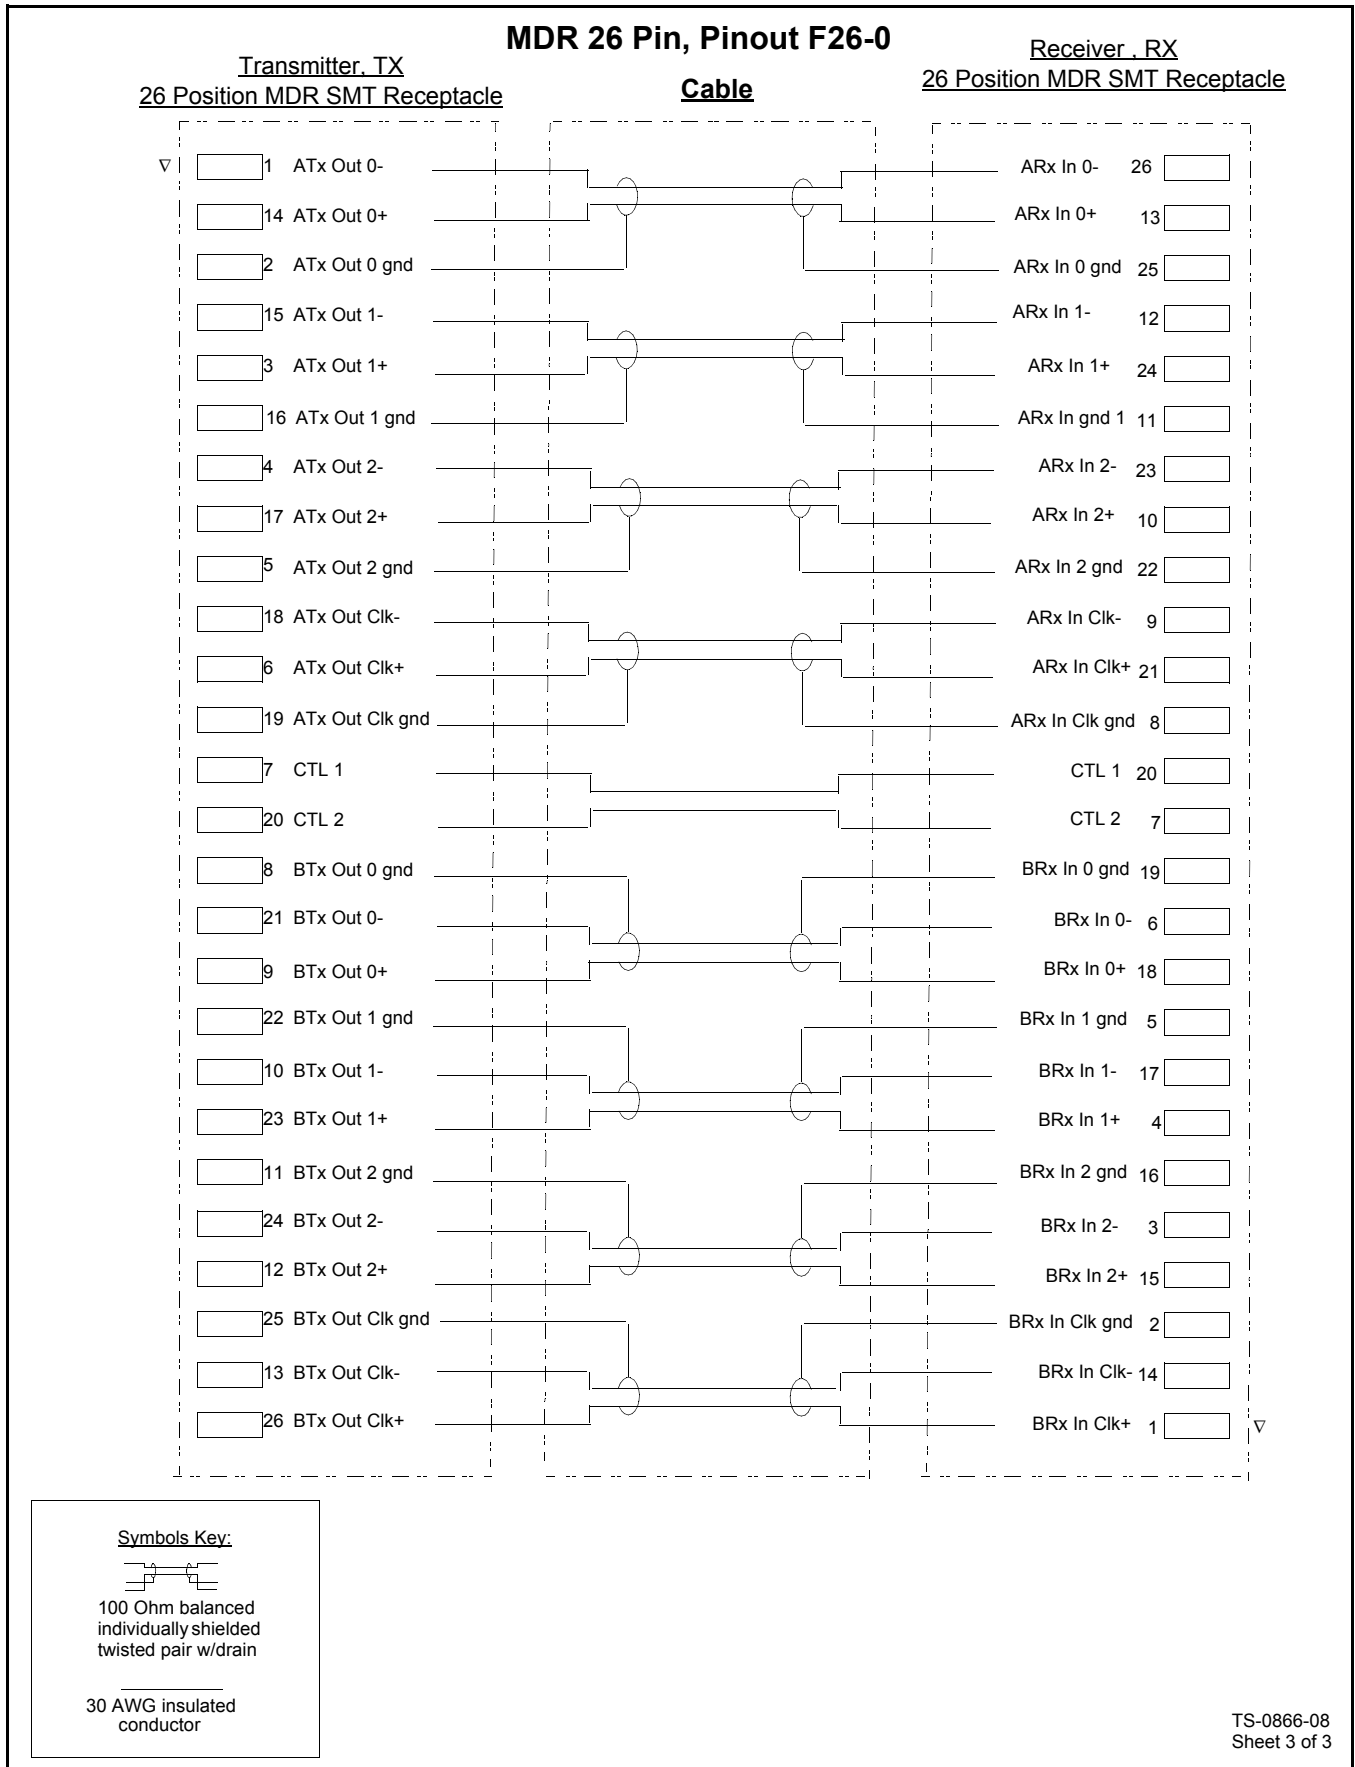 MDR 26 Pin, Pinout F26-0
Transmitter, TX
26 Position MDR SMT Receptacle
Cable
Receiver , RX
26 Position MDR SMT Receptacle
∇ 1 ATx Out 0- ARx In 0- 26
14 ATx Out 0+ ARx In 0+ 13
2 ATx Out 0 gnd ARx In 0 gnd 25
15 ATx Out 1- ARx In 1- 12
3 ATx Out 1+ ARx In 1+ 24
16 ATx Out 1 gnd ARx In gnd 1 11
4 ATx Out 2- ARx In 2- 23
17 ATx Out 2+ ARx In 2+ 10
5 ATx Out 2 gnd ARx In 2 gnd 22
18 ATx Out Clk- ARx In Clk- 9
6 ATx Out Clk+ ARx In Clk+ 21
19 ATx Out Clk gnd ARx In Clk gnd 8
7 CTL 1 CTL 1 20
20 CTL 2 CTL 2 7
8 BTx Out 0 gnd BRx In 0 gnd 19
21 BTx Out 0- BRx In 0- 6
9 BTx Out 0+ BRx In 0+ 18
22 BTx Out 1 gnd BRx In 1 gnd 5
10 BTx Out 1- BRx In 1- 17
23 BTx Out 1+ BRx In 1+ 4
11 BTx Out 2 gnd BRx In 2 gnd 16
24 BTx Out 2- BRx In 2- 3
12 BTx Out 2+ BRx In 2+ 15
25 BTx Out Clk gnd BRx In Clk gnd 2
13 BTx Out Clk- BRx In Clk- 14
26 BTx Out Clk+ BRx In Clk+ 1 ∇
Symbols Key:
100 Ohm balanced
individually shielded
twisted pair w/drain
30 AWG insulated
conductor
TS-0866-08
Sheet 3 of 3